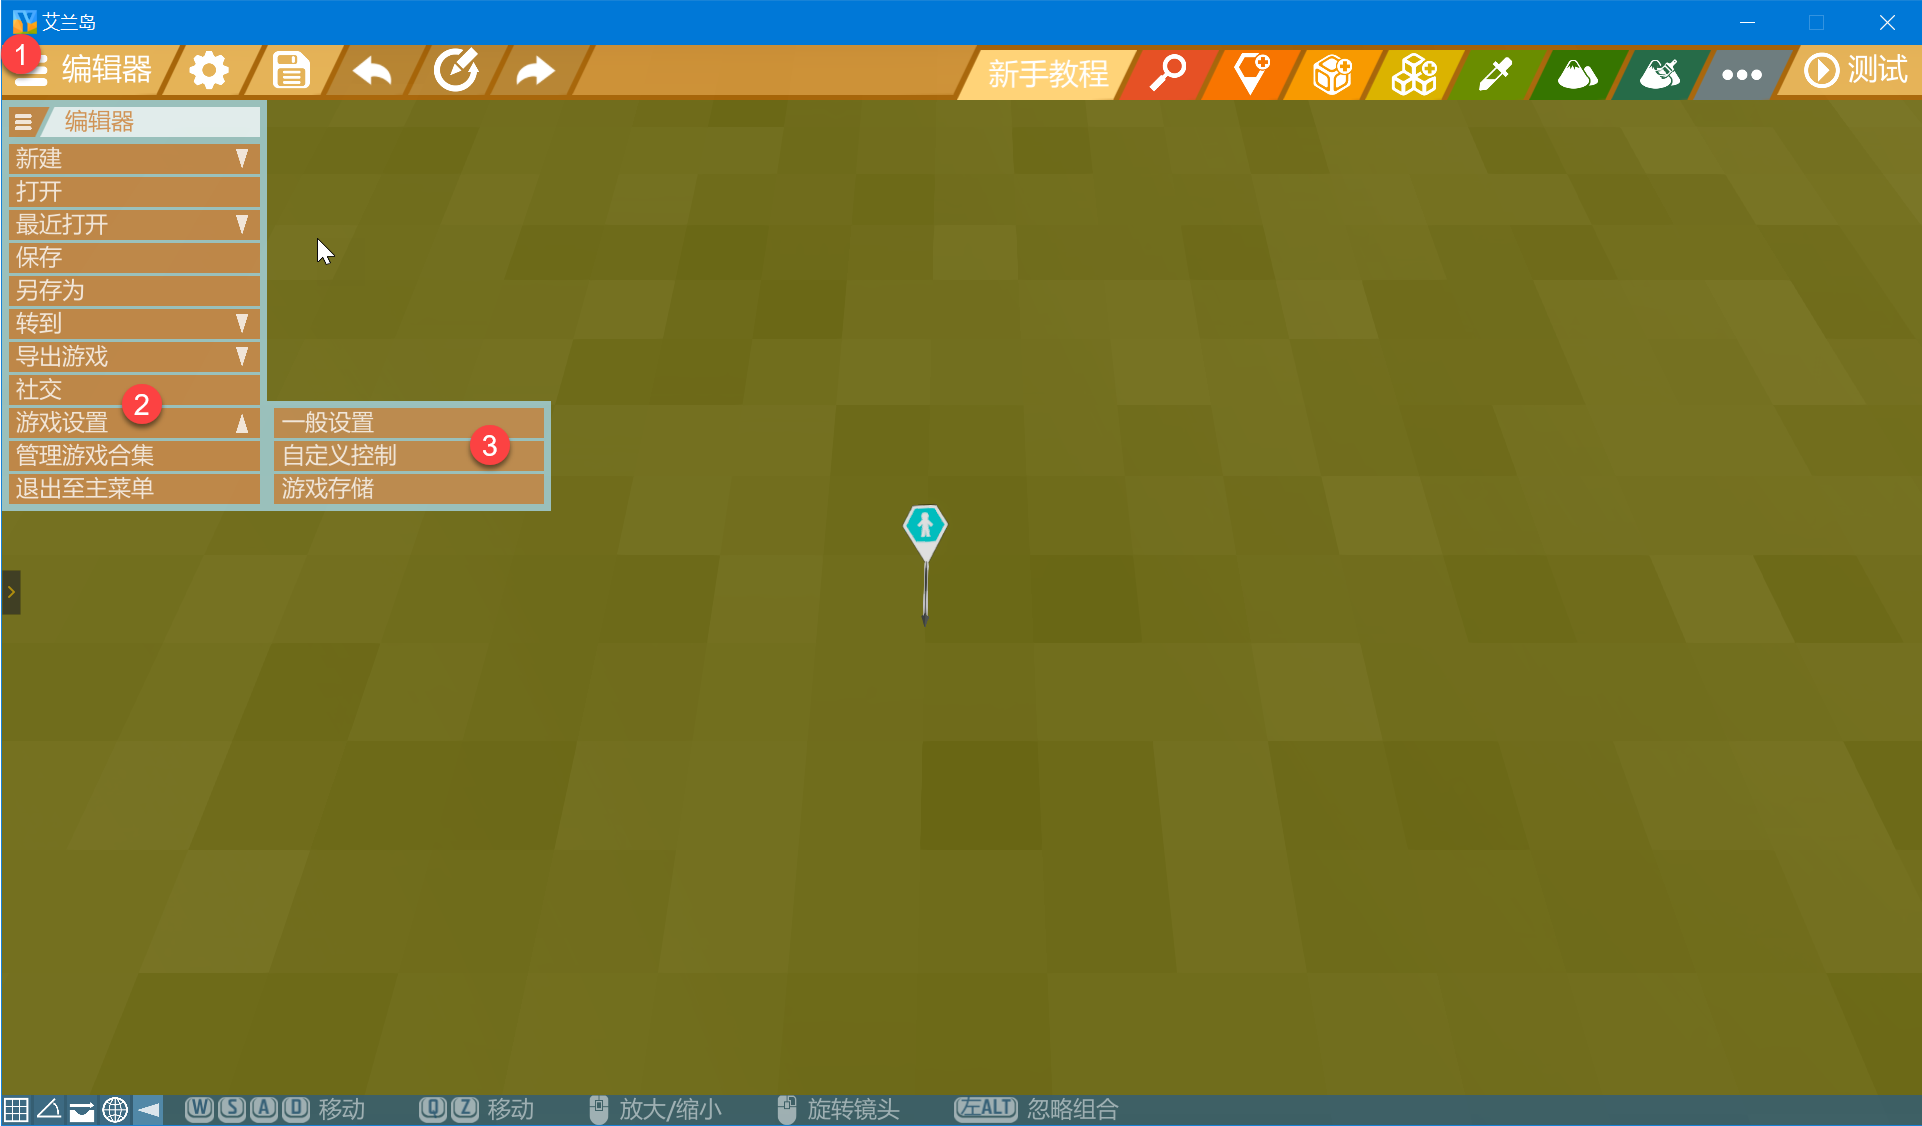 艾兰岛
1
编辑器
新手教程
测试
编辑器
新建
打开
最近打开
保存
另存为
转到
导出游戏
社交
2
游戏设置
管理游戏合集
退出至主菜单
一般设置
3
自定义控制
游戏存储
W S A D 移动
Q Z 移动
放大/缩小
旋转镜头
左ALT 忽略组合